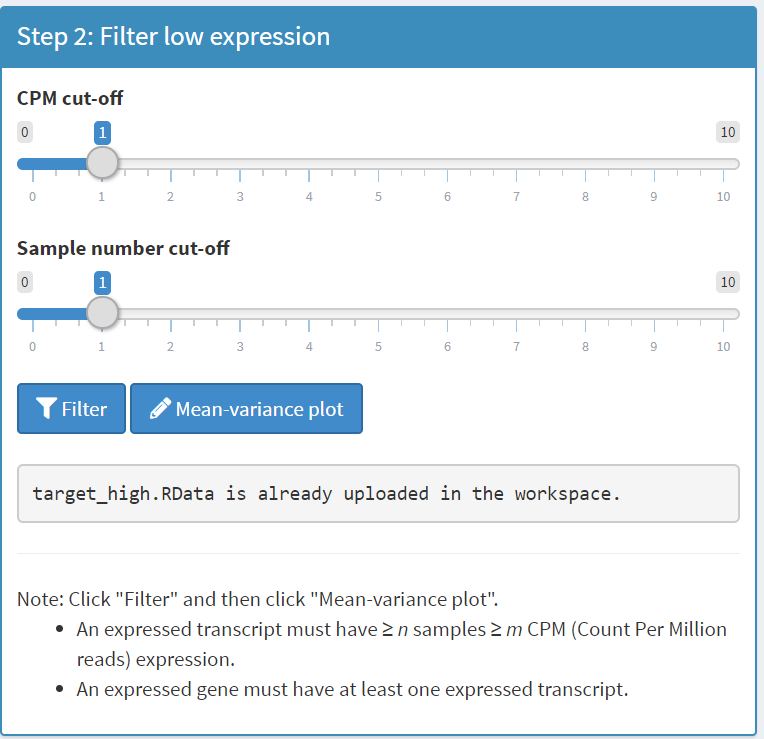 Step 2: Filter low expression
CPM cut-off
0 1 10
0 1 2 3 4 5 6 7 8 9 10
Sample number cut-off
0 1 10
0 1 2 3 4 5 6 7 8 9 10
Filter Mean-variance plot
target_high.RData is already uploaded in the workspace.
Note: Click "Filter" and then click "Mean-variance plot".
• An expressed transcript must have ≥ n samples ≥ m CPM (Count Per Million
reads) expression.
• An expressed gene must have at least one expressed transcript.